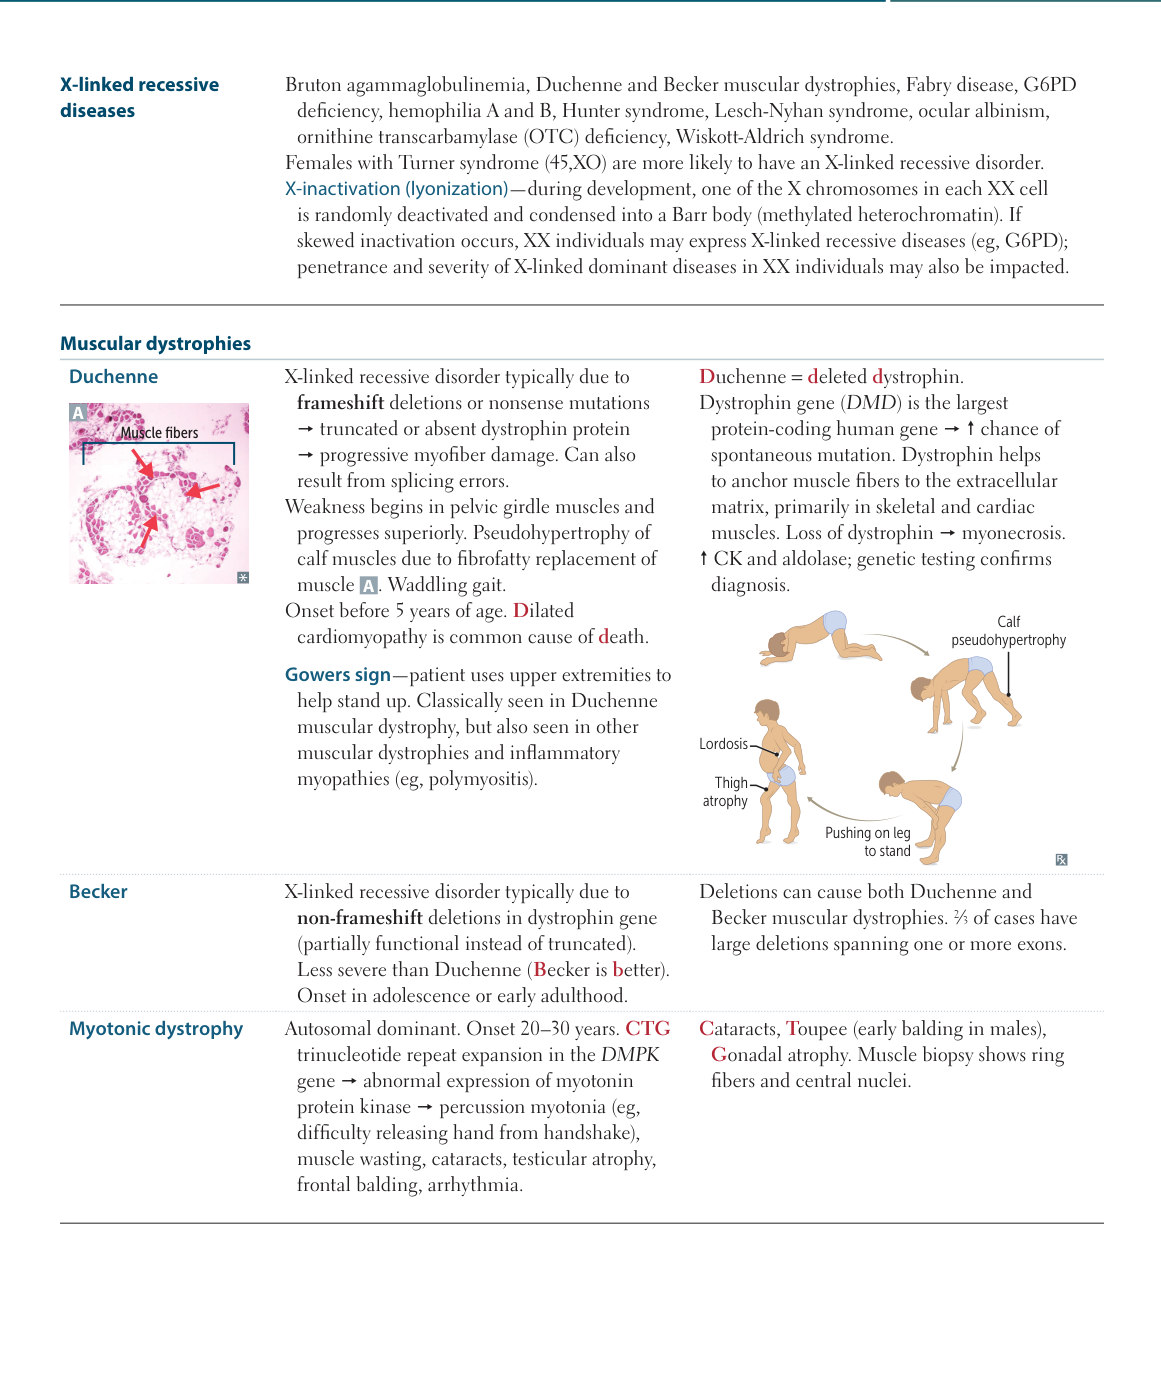 X-linked recessive
diseases
Bruton agammaglobulinemia, Duchenne and Becker muscular dystrophies, Fabry disease, G6PD
deficiency, hemophilia A and B, Hunter syndrome, Lesch-Nyhan syndrome, ocular albinism,
ornithine transcarbamylase (OTC) deficiency, Wiskott-Aldrich syndrome.
Females with Turner syndrome (45,XO) are more likely to have an X-linked recessive disorder.
X-inactivation (lyonization)—during development, one of the X chromosomes in each XX cell
is randomly deactivated and condensed into a Barr body (methylated heterochromatin). If
skewed inactivation occurs, XX individuals may express X-linked recessive diseases (eg, G6PD);
penetrance and severity of X-linked dominant diseases in XX individuals may also be impacted.
Muscular dystrophies
Duchenne
A
Muscle fibers
*
X-linked recessive disorder typically due to
frameshift deletions or nonsense mutations
→ truncated or absent dystrophin protein
→ progressive myofiber damage. Can also
result from splicing errors.
Weakness begins in pelvic girdle muscles and
progresses superiorly. Pseudohypertrophy of
calf muscles due to fibrofatty replacement of
muscle A. Waddling gait.
Onset before 5 years of age. Dilated
cardiomyopathy is common cause of death.
Gowers sign—patient uses upper extremities to
help stand up. Classically seen in Duchenne
muscular dystrophy, but also seen in other
muscular dystrophies and inflammatory
myopathies (eg, polymyositis).
Duchenne = deleted dystrophin.
Dystrophin gene (DMD) is the largest
protein-coding human gene → ↑ chance of
spontaneous mutation. Dystrophin helps
to anchor muscle fibers to the extracellular
matrix, primarily in skeletal and cardiac
muscles. Loss of dystrophin → myonecrosis.
↑ CK and aldolase; genetic testing confirms
diagnosis.
Calf
pseudohypertrophy
Lordosis
Thigh
atrophy
Pushing on leg
to stand
Rx
Becker
X-linked recessive disorder typically due to
non-frameshift deletions in dystrophin gene
(partially functional instead of truncated).
Less severe than Duchenne (Becker is better).
Onset in adolescence or early adulthood.
Deletions can cause both Duchenne and
Becker muscular dystrophies. ⅔ of cases have
large deletions spanning one or more exons.
Myotonic dystrophy
Autosomal dominant. Onset 20–30 years. CTG
trinucleotide repeat expansion in the DMPK
gene → abnormal expression of myotonin
protein kinase → percussion myotonia (eg,
difficulty releasing hand from handshake),
muscle wasting, cataracts, testicular atrophy,
frontal balding, arrhythmia.
Cataracts, Toupee (early balding in males),
Gonadal atrophy. Muscle biopsy shows ring
fibers and central nuclei.